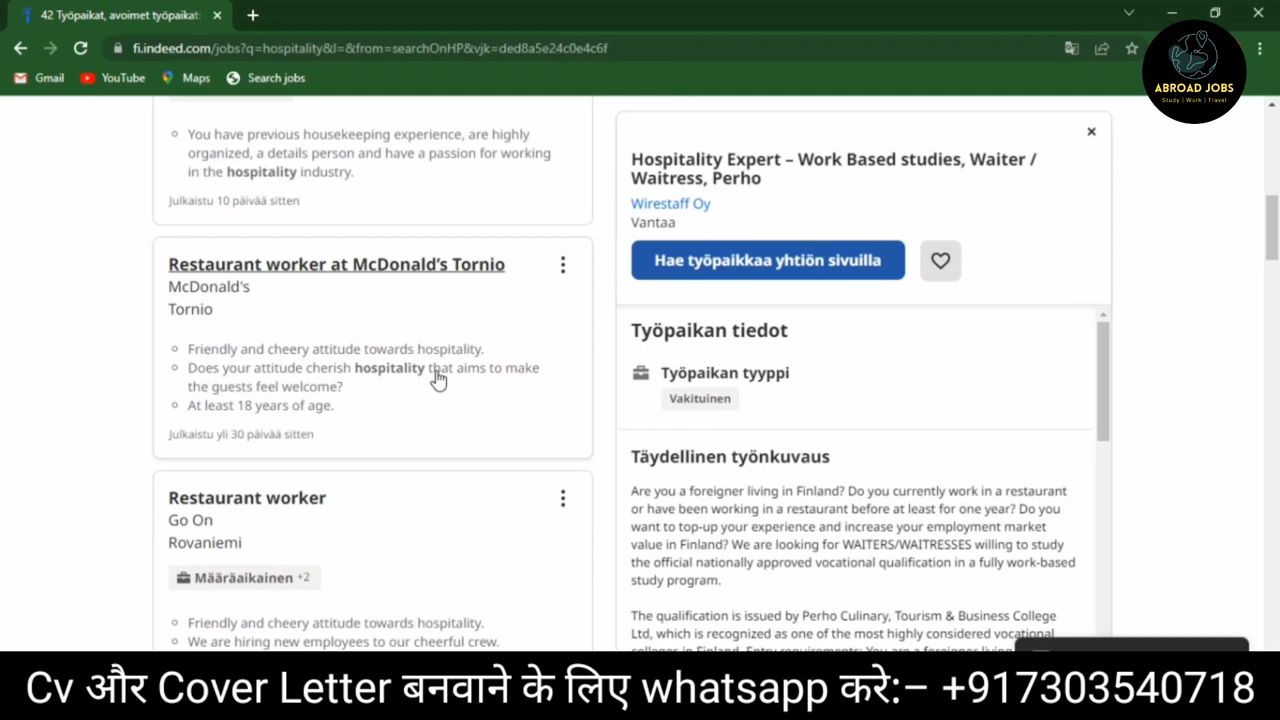 42 Työpaikat, avoimet työpaikat
fi.indeed.com/jobs?q=hospitality&l=&from=searchOnHP&vjk=ded8a5e24c0e4c6f
Gmail YouTube Maps Search jobs
ABROAD JOBS
Study | Work | Travel
You have previous housekeeping experience, are highly
organized, a details person and have a passion for working
in the hospitality industry.
Julkaistu 10 päivää sitten
Restaurant worker at McDonald's Tornio
McDonald's
Tornio
Friendly and cheery attitude towards hospitality.
Does your attitude cherish hospitality that aims to make
the guests feel welcome?
At least 18 years of age.
Julkaistu yli 30 päivää sitten
Restaurant worker
Go On
Rovaniemi
Määräaikainen +2
Friendly and cheery attitude towards hospitality.
We are hiring new employees to our cheerful crew.
Hospitality Expert – Work Based studies, Waiter /
Waitress, Perho
Wirestaff Oy
Vantaa
Hae työpaikkaa yhtiön sivuilla
Työpaikan tiedot
Työpaikan tyyppi
Vakituinen
Täydellinen työnkuvaus
Are you a foreigner living in Finland? Do you currently work in a restaurant
or have been working in a restaurant before at least for one year? Do you
want to top-up your experience and increase your employment market
value in Finland? We are looking for WAITERS/WAITRESSES willing to study
the official nationally approved vocational qualification in a fully work-based
study program.
The qualification is issued by Perho Culinary, Tourism & Business College
Ltd, which is recognized as one of the most highly considered vocational
colleges in Finland. Entry requirements: You are a foreigner living
Cv और Cover Letter बनवाने के लिए whatsapp करे:– +917303540718